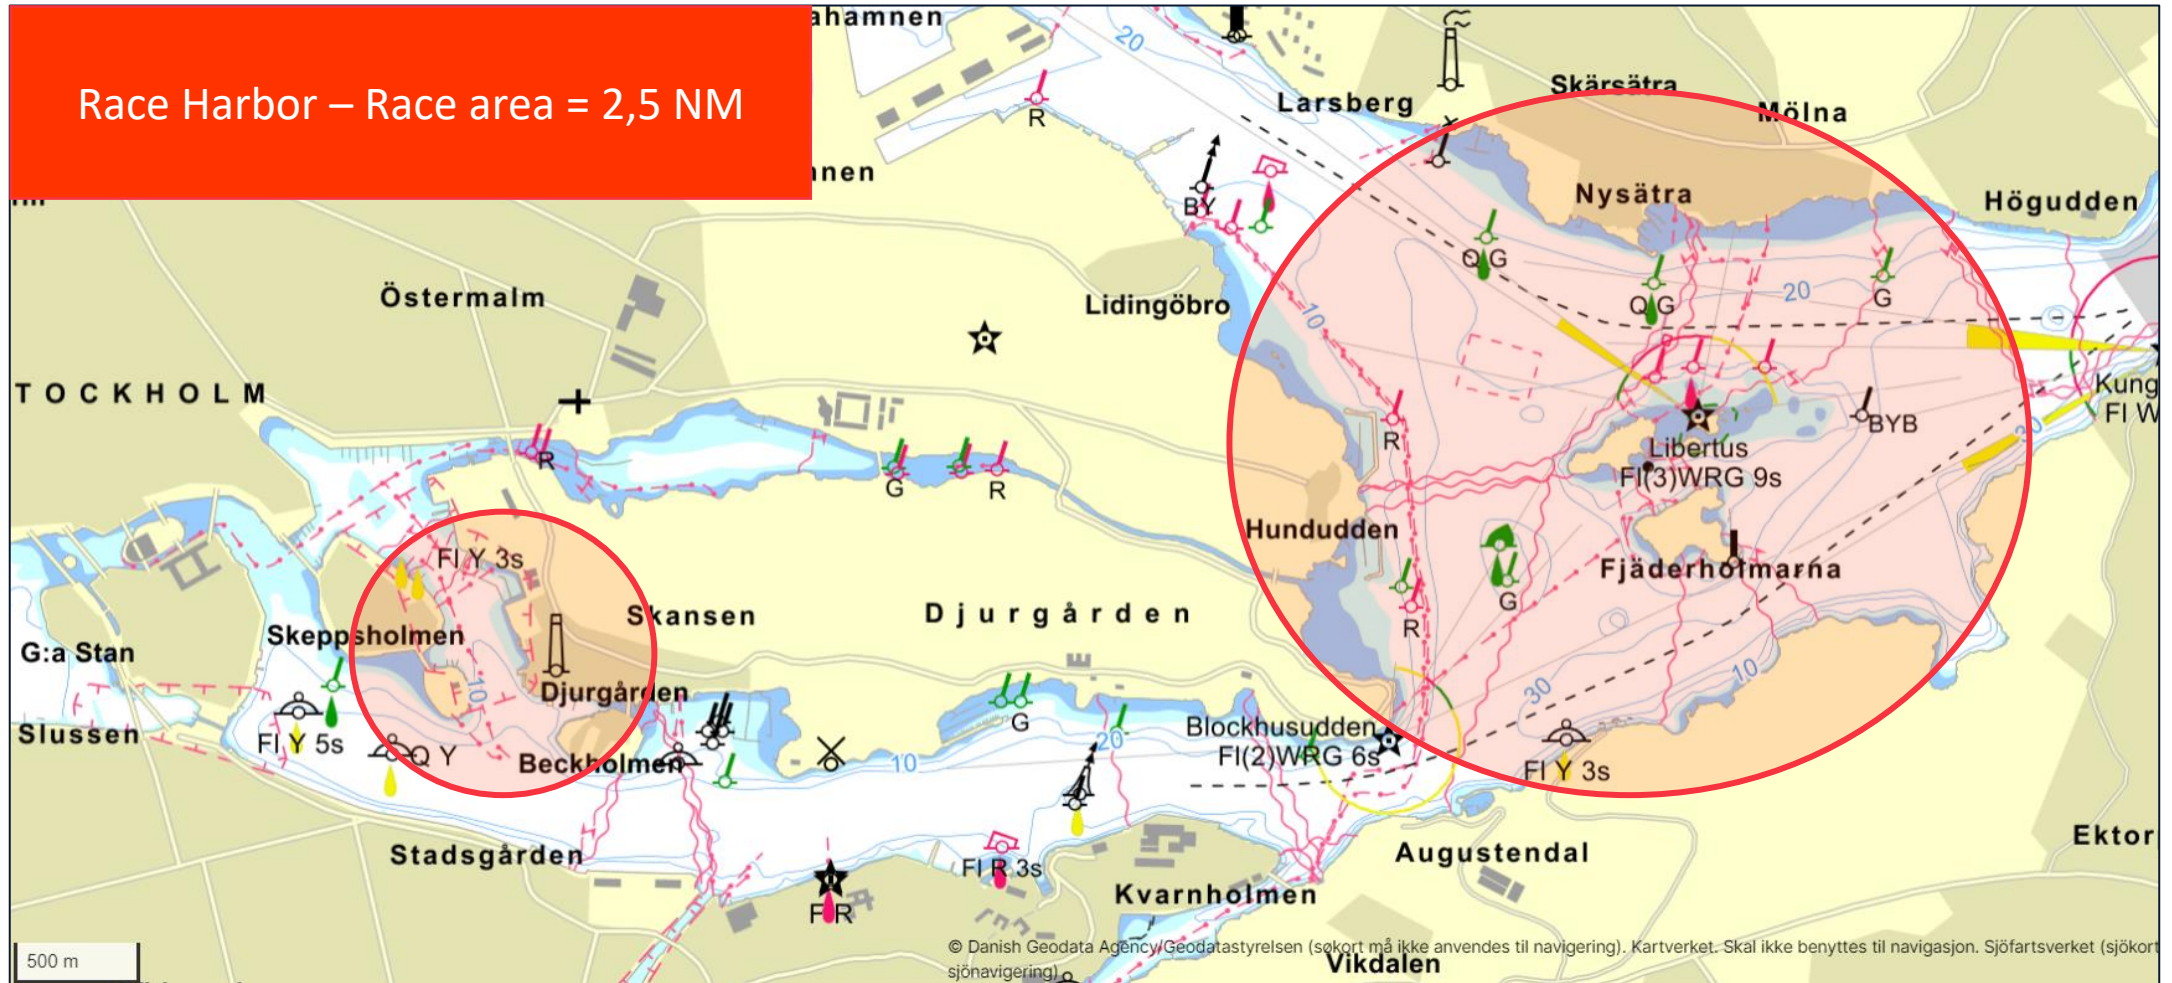 Race Harbor – Race area = 2,5 NM
ahamnen
20
R
Larsberg
Skärsätra
Mölna
nnen
BY
Nysätra
Högudden
Q G
Östermalm
Lidingöbro
10
Q G
20
G
TOCKHOLM
R
BYB
30
Kung
Fl W
R
G
R
Libertus
Fl(3)WRG 9s
Hundudden
Fl Y 3s
Fjäderholmarna
G
R
Skansen
Djurgården
Skeppsholmen
G:a Stan
10
Djurgården
30
10
G
Slussen
Fl Y 5s
Q Y
Beckholmen
10
20
Blockhusudden
Fl(2)WRG 6s
Fl Y 3s
Stadsgården
Fl R 3s
Augustendal
Ektor
Kvarnholmen
F R
© Danish Geodata Agency/Geodatastyrelsen (søkort må ikke anvendes til navigering). Kartverket. Skal ikke benyttes til navigasjon. Sjöfartsverket (sjökort
sjönavigering)
Vikdalen
500 m